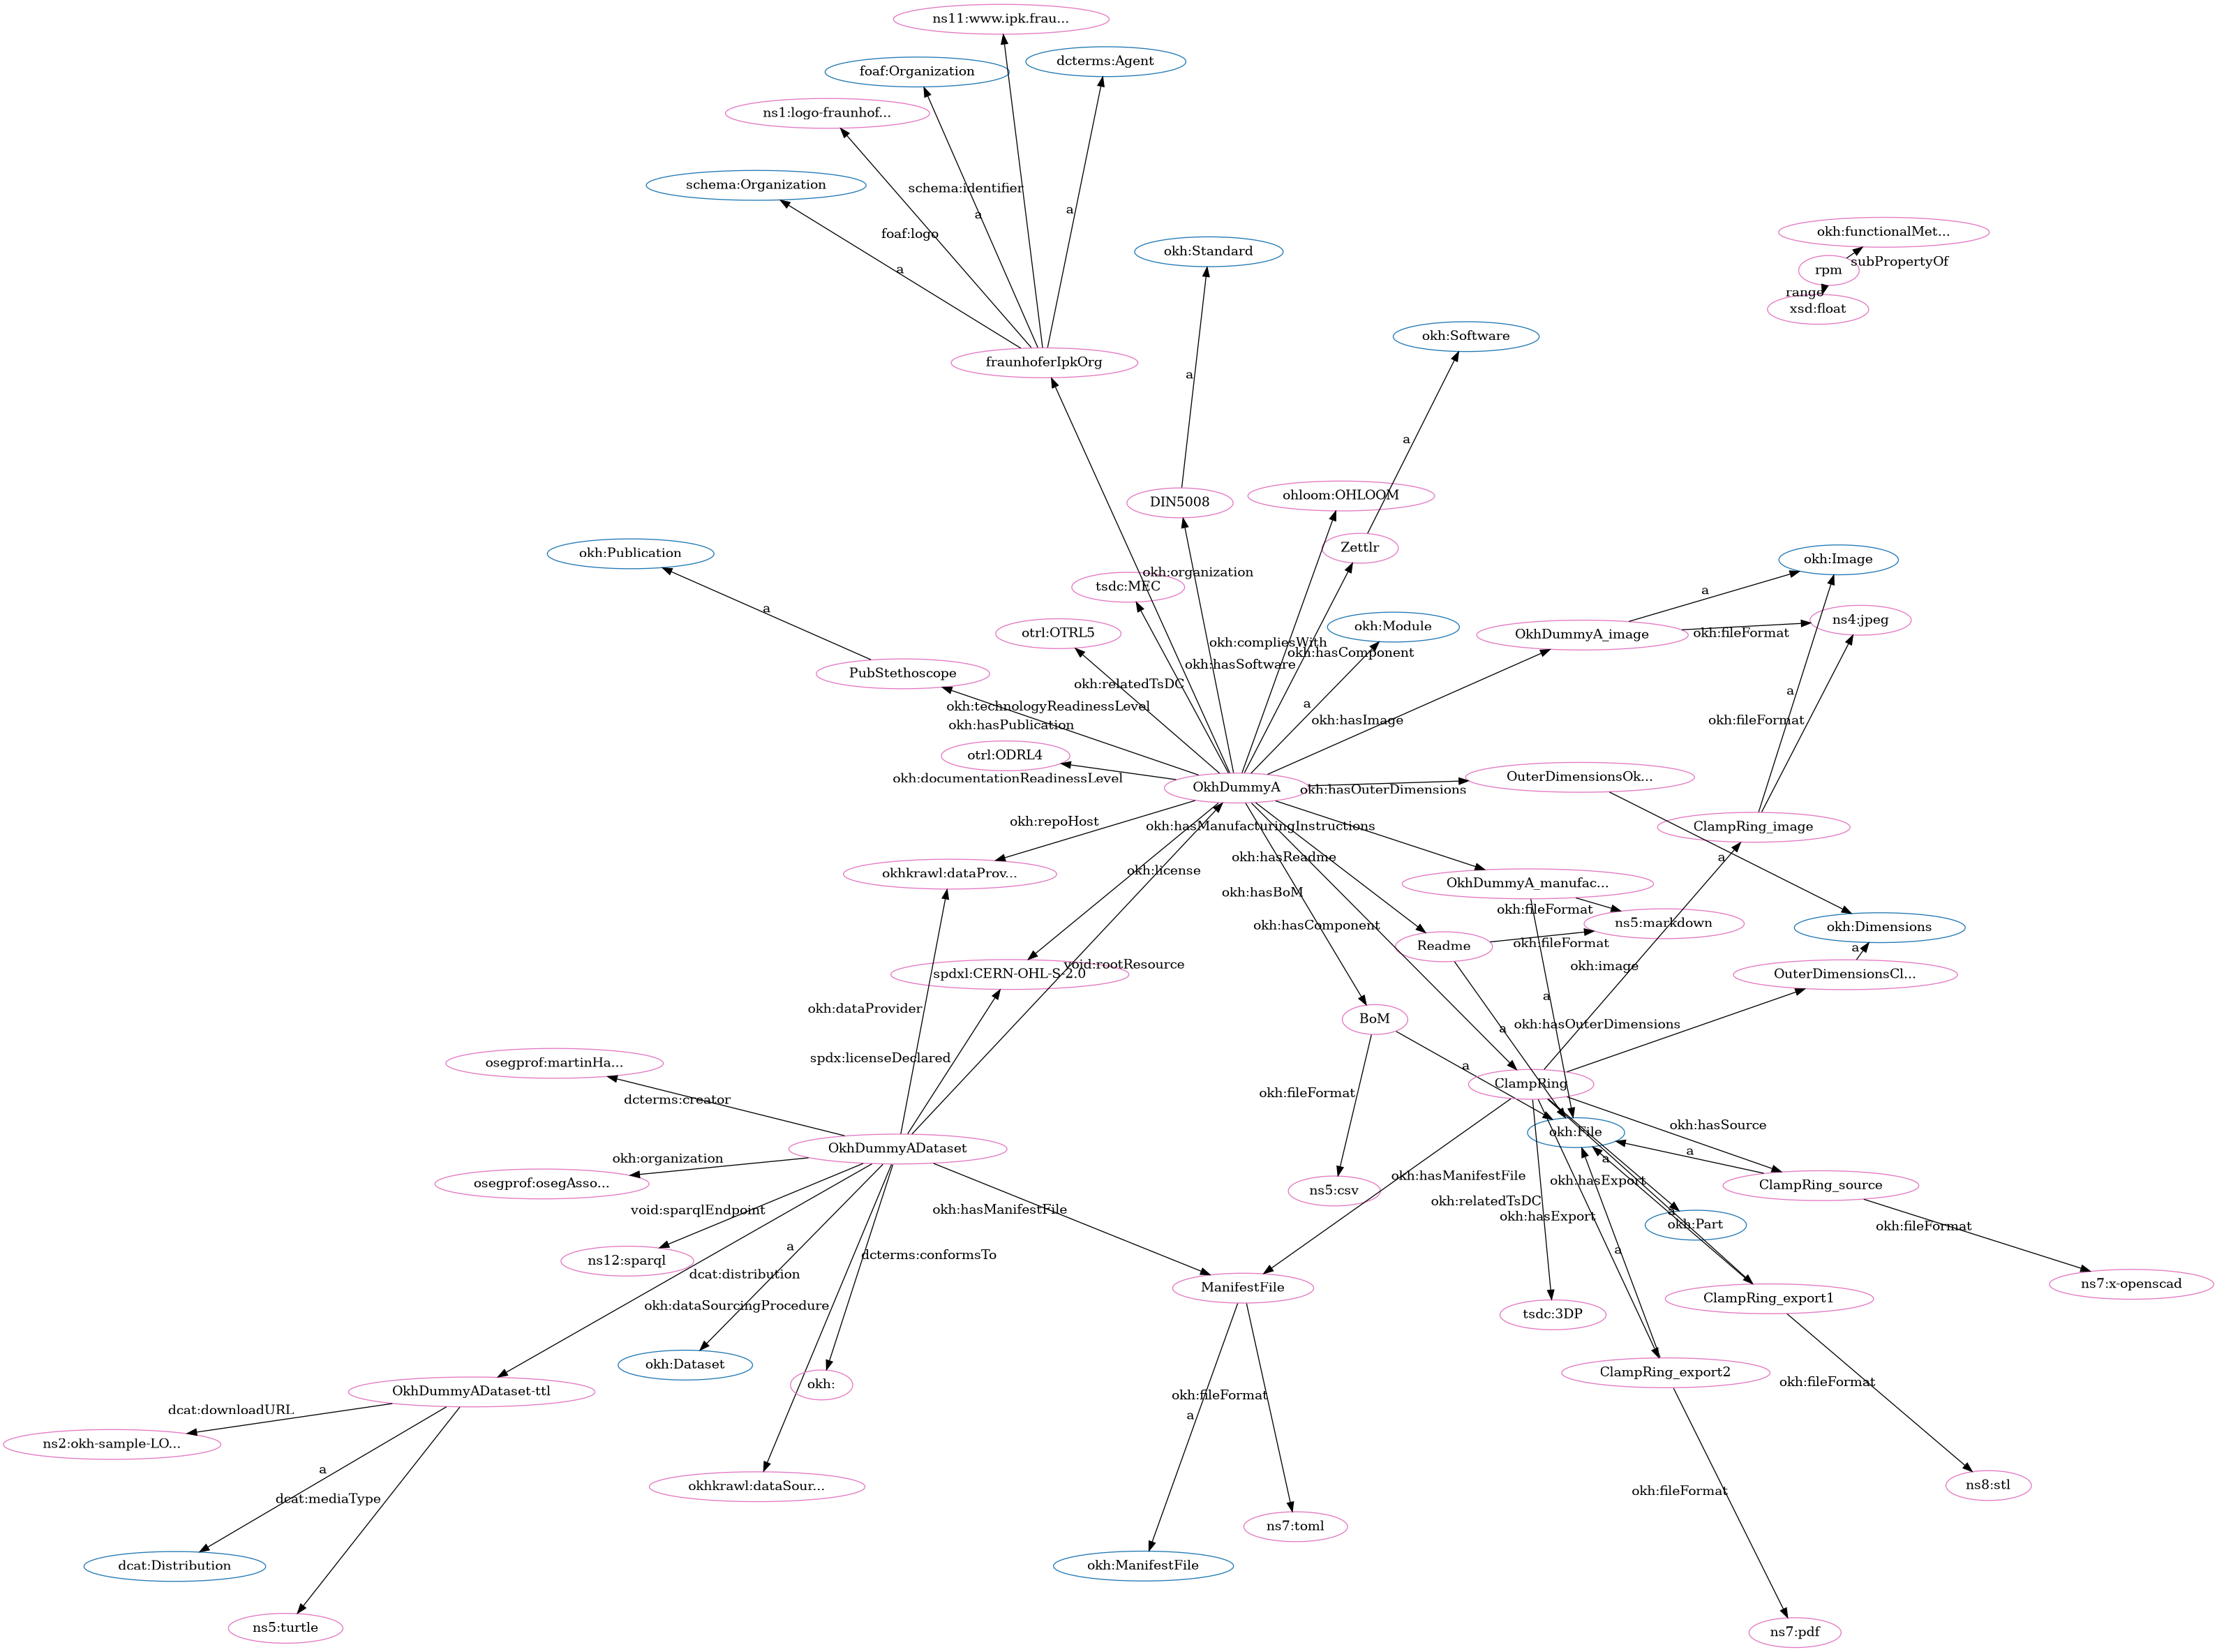 ns11:www.ipk.frau...
dcterms:Agent
foaf:Organization
ns1:logo-fraunhof...
schema:Organization
schema:identifier
a
a
foaf:logo
a
okh:functionalMet...
okh:Standard
subPropertyOf
rpm
range
xsd:float
okh:Software
fraunhoferIpkOrg
a
a
ohloom:OHLOOM
DIN5008
Zettlr
okh:Publication
okh:Image
okh:organization
tsdc:MEC
a
a
ns4:jpeg
okh:Module
otrl:OTRL5
OkhDummyA_image
okh:fileFormat
okh:compliesWith
okh:hasComponent
okh:hasSoftware
PubStethoscope
okh:relatedTsDC
a
a
okh:technologyReadinessLevel
okh:hasImage
okh:fileFormat
okh:hasPublication
otrl:ODRL4
okh:documentationReadinessLevel
OuterDimensionsOk...
OkhDummyA
okh:hasOuterDimensions
okh:repoHost
okh:hasManufacturingInstructions
ClampRing_image
okh:hasReadme
a
okhkrawl:dataProv...
okh:license
OkhDummyA_manufac...
okh:hasBoM
okh:fileFormat
ns5:markdown
okh:hasComponent
okh:Dimensions
Readme
okh:fileFormat
a
void:rootResource
okh:image
spdxl:CERN-OHL-S-2.0
OuterDimensionsCl...
a
okh:dataProvider
BoM
okh:hasOuterDimensions
a
spdx:licenseDeclared
osegprof:martinHa...
a
ClampRing
okh:fileFormat
dcterms:creator
okh:hasSource
okh:File
OkhDummyADataset
a
okh:organization
a
osegprof:osegAsso...
okh:hasManifestFile
okh:hasExport
ClampRing_source
ns5:csv
okh:relatedTsDC
void:sparqlEndpoint
okh:hasManifestFile
a
okh:hasExport
okh:Part
okh:fileFormat
a
a
dcterms:conformsTo
ns12:sparql
dcat:distribution
ManifestFile
ns7:x-openscad
ClampRing_export1
okh:dataSourcingProcedure
tsdc:3DP
okh:Dataset
okh:
ClampRing_export2
okh:fileFormat
OkhDummyADataset-ttl
okh:fileFormat
dcat:downloadURL
a
ns2:okh-sample-LO...
a
okhkrawl:dataSour...
ns8:stl
okh:fileFormat
dcat:mediaType
ns7:toml
dcat:Distribution
okh:ManifestFile
ns5:turtle
ns7:pdf